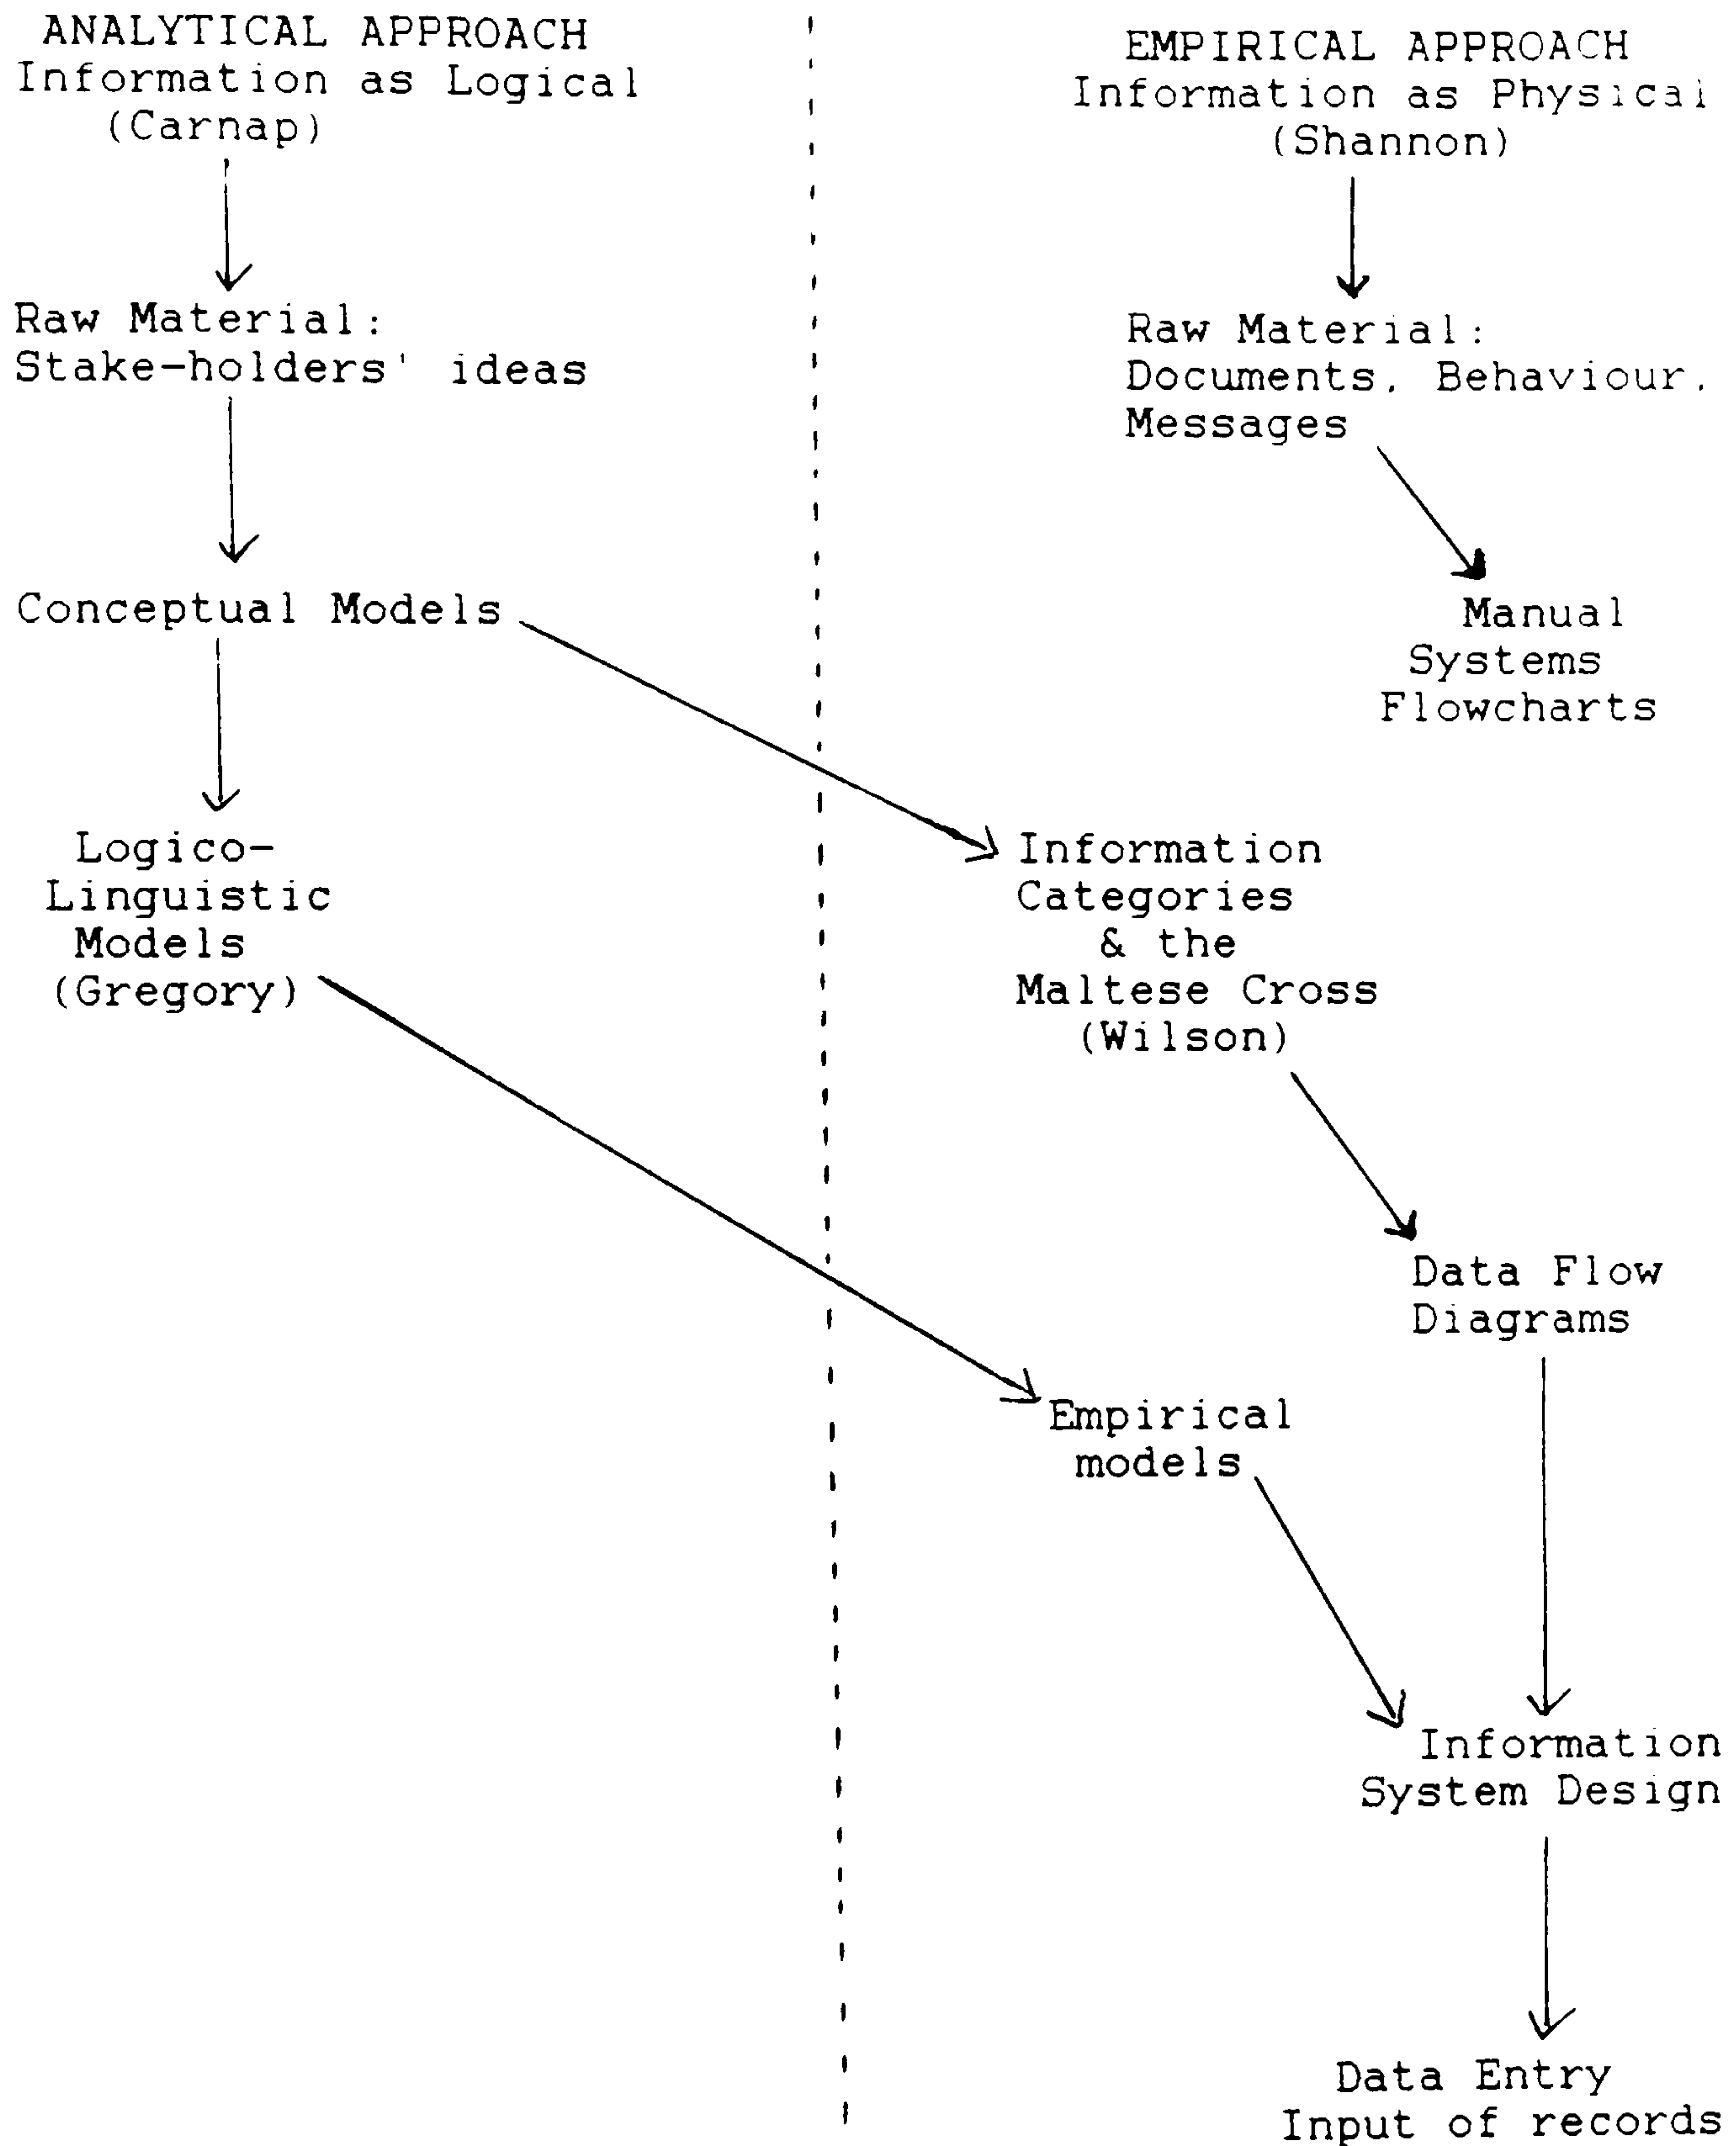 ANALYTICAL APPROACH
Information as Logical
(Carnap)
EMPIRICAL APPROACH
Information as Physical
(Shannon)
Raw Material:
Stake-holders' ideas
Raw Material:
Documents, Behaviour,
Messages
Conceptual Models
Manual
Systems
Flowcharts
Logico-
Linguistic
Models
(Gregory)
Information
Categories
& the
Maltese Cross
(Wilson)
Data Flow
Diagrams
Empirical
models
Information
System Design
Data Entry
Input of records